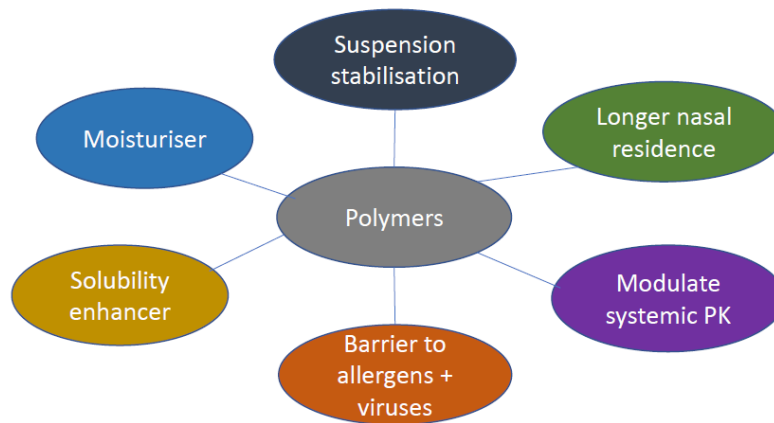 Suspension
stabilisation
Moisturiser
Longer nasal
residence
Polymers
Solubility
enhancer
Modulate
systemic PK
Barrier to
allergens +
viruses